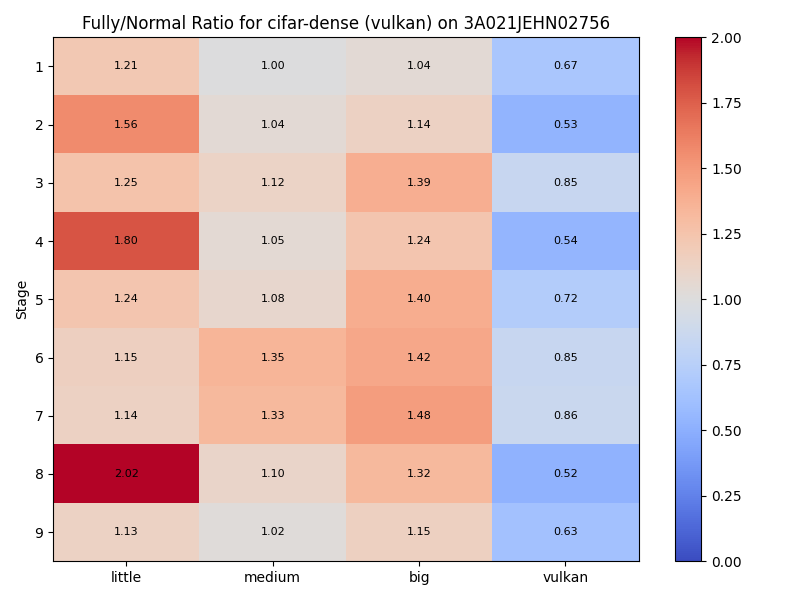 Fully/Normal Ratio for cifar-dense (vulkan) on 3A021JEHN02756
Stage
1 1.21 1.00 1.04 0.67
2 1.56 1.04 1.14 0.53
3 1.25 1.12 1.39 0.85
4 1.80 1.05 1.24 0.54
5 1.24 1.08 1.40 0.72
6 1.15 1.35 1.42 0.85
7 1.14 1.33 1.48 0.86
8 2.02 1.10 1.32 0.52
9 1.13 1.02 1.15 0.63
little medium big vulkan
2.00
1.75
1.50
1.25
1.00
0.75
0.50
0.25
0.00